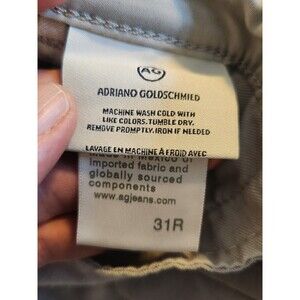 AG
ADRIANO GOLDSCHMIED
MACHINE WASH COLD WITH
LIKE COLORS. TUMBLE DRY.
REMOVE PROMPTLY. IRON IF NEEDED
LAVAGE EN MACHINE À FROID AVEC
Made in Mexico of
imported fabric and
globally sourced
components
www.agjeans.com
31R